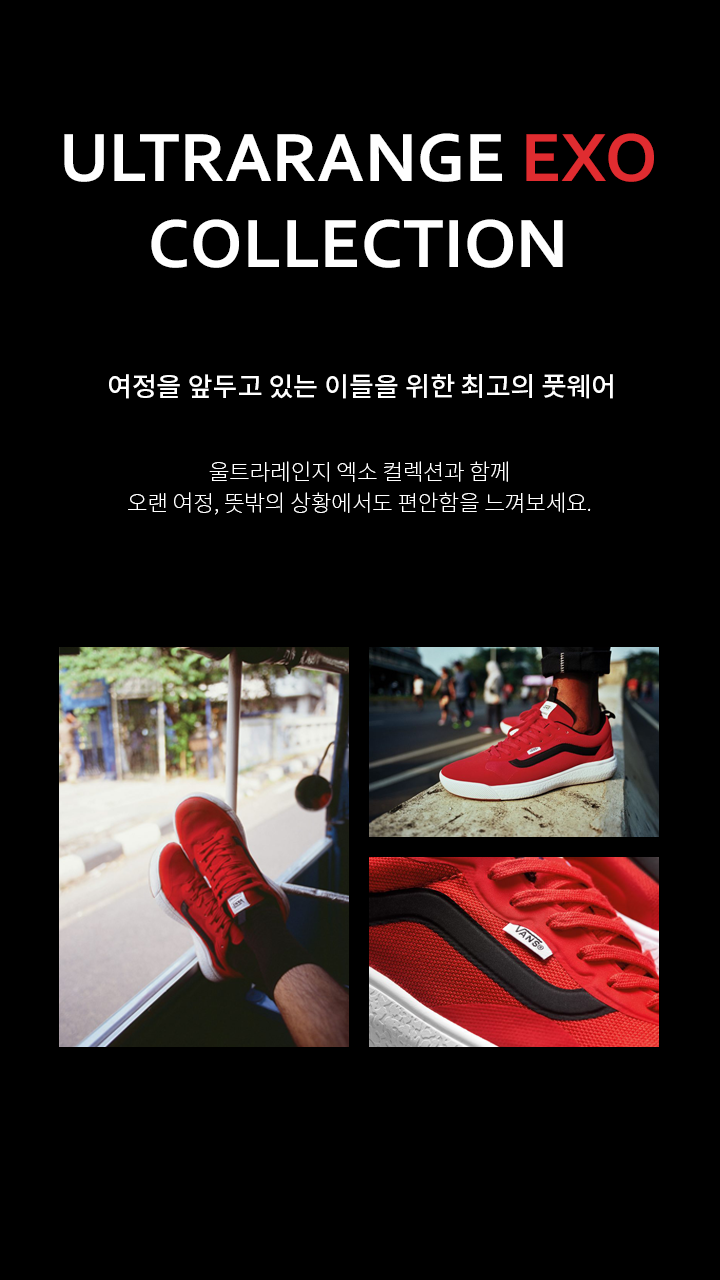 ULTRARANGE EXO
COLLECTION
여정을 앞두고 있는 이들을 위한 최고의 풋웨어
울트라레인지 엑소 컬렉션과 함께
오랜 여정, 뜻밖의 상황에서도 편안함을 느껴보세요.
VANS